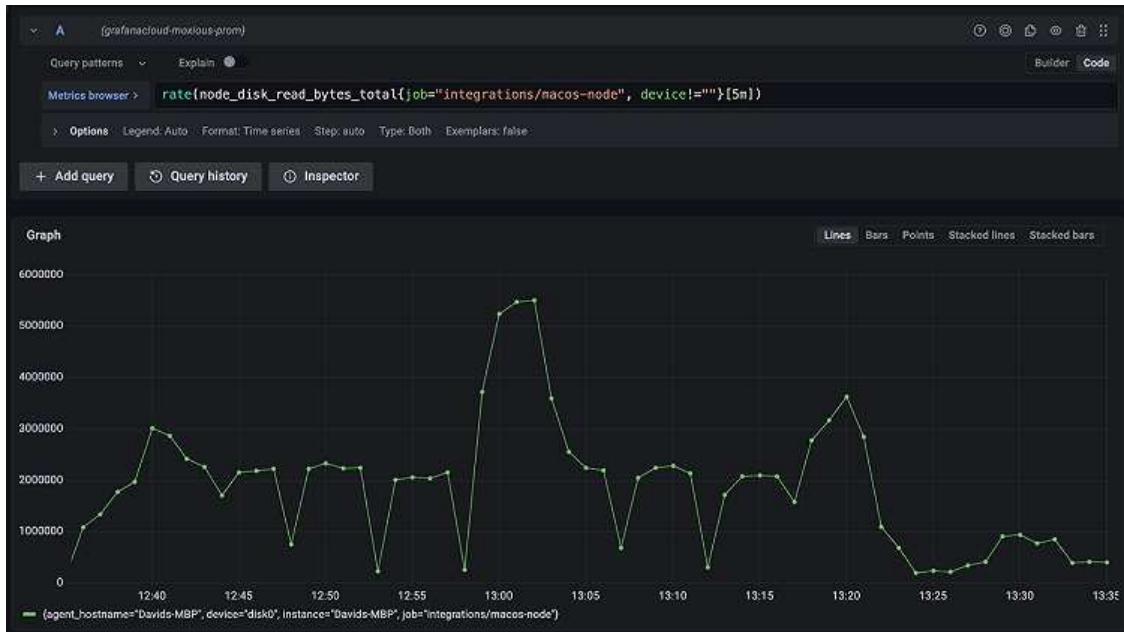 A (grafanacloud-moxious-prom)
Query patterns Explain Builder Code
Metrics browser > rate(node_disk_read_bytes_total{job="integrations/macos-node", device!=""}[5m])
> Options Legend: Auto Format: Time series Step: auto Type: Both Exemplars: false
+ Add query Query history Inspector
Graph Lines Bars Points Stacked lines Stacked bars
6000000
5000000
4000000
3000000
2000000
1000000
0
12:40 12:45 12:50 12:55 13:00 13:05 13:10 13:15 13:20 13:25 13:30 13:35
{agent_hostname="Davids-MBP", device="disk0", instance="Davids-MBP", job="integrations/macos-node"}